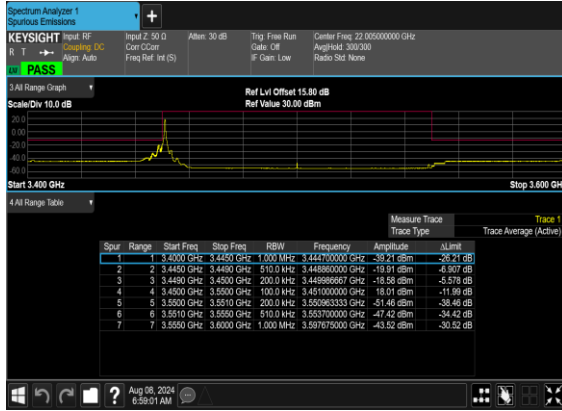 Spectrum Analyzer 1
Spurious Emissions
+
KEYSIGHT Input: RF Input Z: 50 Ω Atten: 30 dB Trig: Free Run Center Freq: 22.005000000 GHz
R T Coupling: DC Corr CCorr Gate: Off Avg|Hold: 300/300
Align: Auto Freq Ref: Int (S) IF Gain: Low Radio Std: None
PASS
3 All Range Graph Ref Lvl Offset 15.80 dB
Scale/Div 10.0 dB Ref Value 30.00 dBm
20.0
0.00
-20.0
-40.0
-60.0
Start 3.400 GHz Stop 3.600 GH
4 All Range Table
Measure Trace Trace 1
Trace Type Trace Average (Active)
Spur Range Start Freq Stop Freq RBW Frequency Amplitude ΔLimit
1 1 3.4000 GHz 3.4450 GHz 1.000 MHz 3.444700000 GHz -39.21 dBm -26.21 dB
2 2 3.4450 GHz 3.4490 GHz 510.0 kHz 3.448860000 GHz -19.91 dBm -6.907 dB
3 3 3.4490 GHz 3.4500 GHz 200.0 kHz 3.449986667 GHz -18.58 dBm -5.578 dB
4 4 3.4500 GHz 3.5500 GHz 100.0 kHz 3.451000000 GHz 18.01 dBm -11.99 dB
5 5 3.5500 GHz 3.5510 GHz 200.0 kHz 3.550963333 GHz -51.46 dBm -38.46 dB
6 6 3.5510 GHz 3.5550 GHz 510.0 kHz 3.553700000 GHz -47.42 dBm -34.42 dB
7 7 3.5550 GHz 3.6000 GHz 1.000 MHz 3.597675000 GHz -43.52 dBm -30.52 dB
? Aug 08, 2024
6:59:01 AM